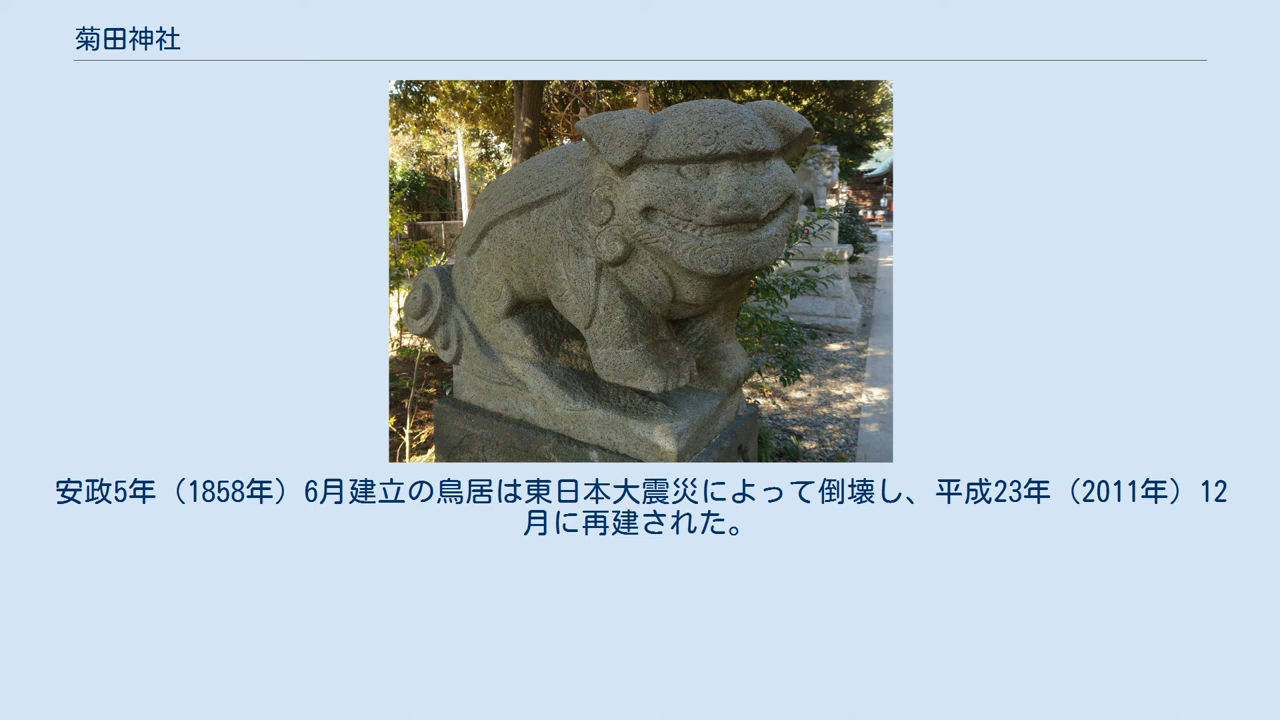 菊田神社
安政5年（1858年）6月建立の鳥居は東日本大震災によって倒壊し、平成23年（2011年）12
月に再建された。